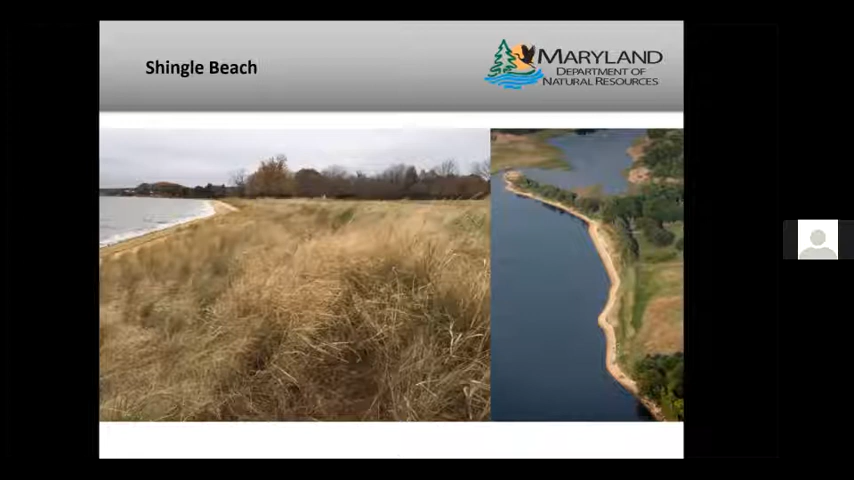 Shingle Beach
MARYLAND
DEPARTMENT OF
NATURAL RESOURCES